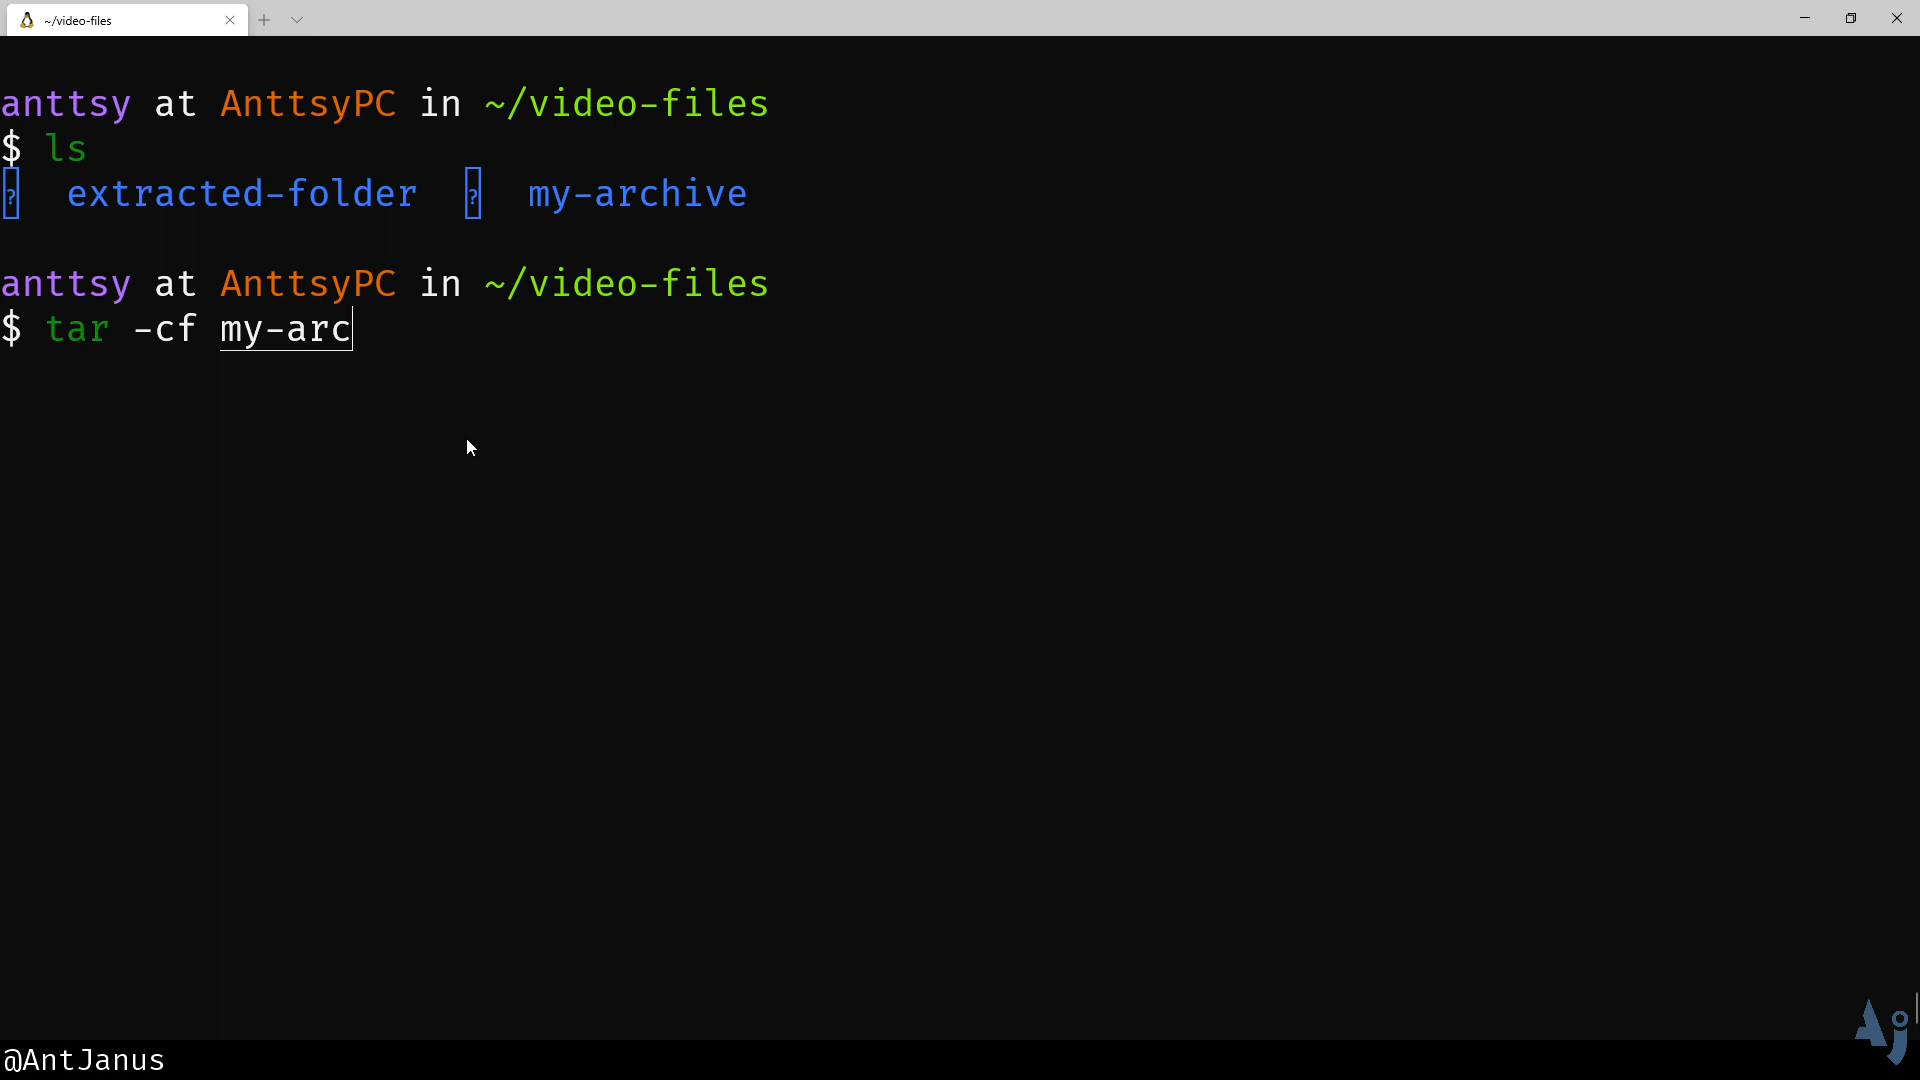 ~/video-files
anttsy at AnttsyPC in ~/video-files
$ ls
extracted-folder my-archive
anttsy at AnttsyPC in ~/video-files
$ tar -cf my-arc
Aj
@AntJanus